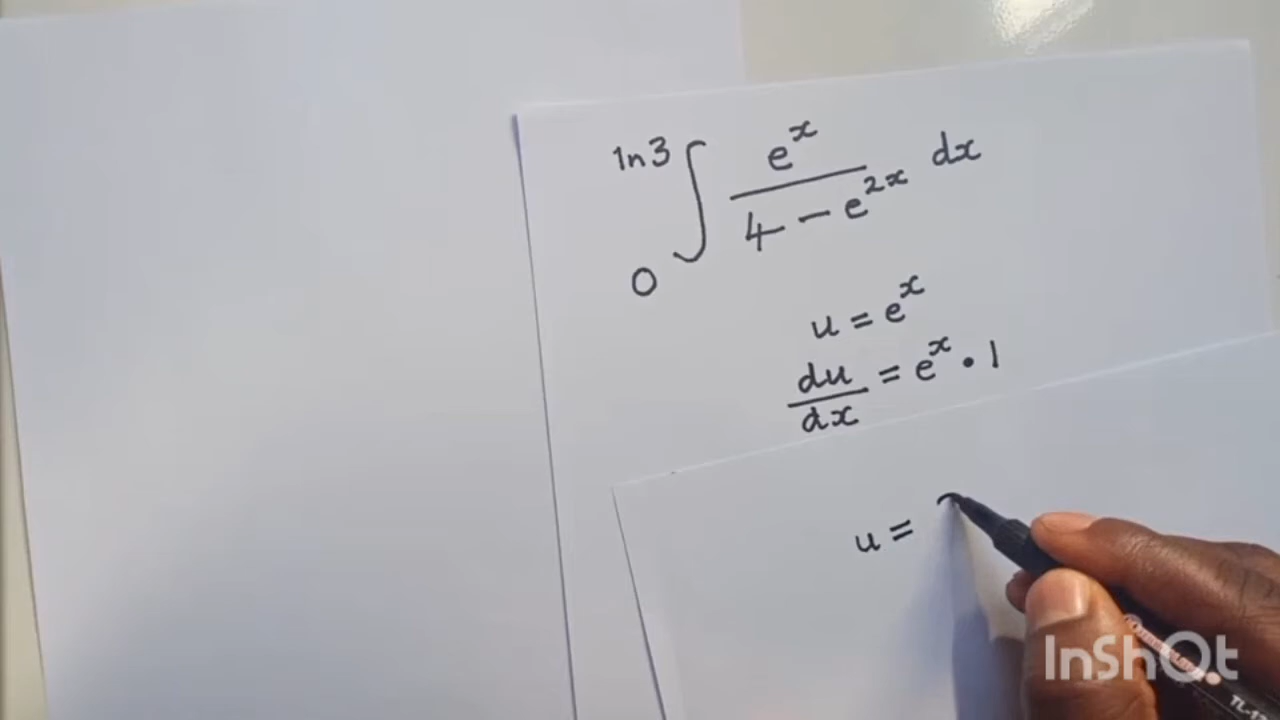 ln3 ∫ e^x / (4 - e^{2x}) dx
0
u = e^x
du/dx = e^x · 1
u =
InShOt